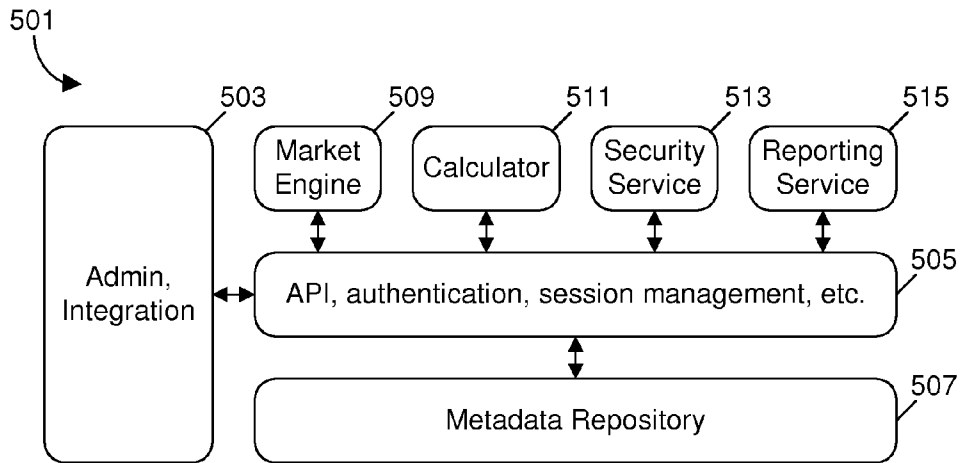 501
503
509
511
513
515
Market
Engine
Calculator
Security
Service
Reporting
Service
Admin,
Integration
API, authentication, session management, etc.
505
Metadata Repository
507